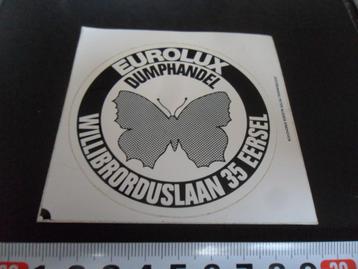 EUROLUX
DUMPHANDEL
WILLIBRORDUSLAAN 35 EERSEL